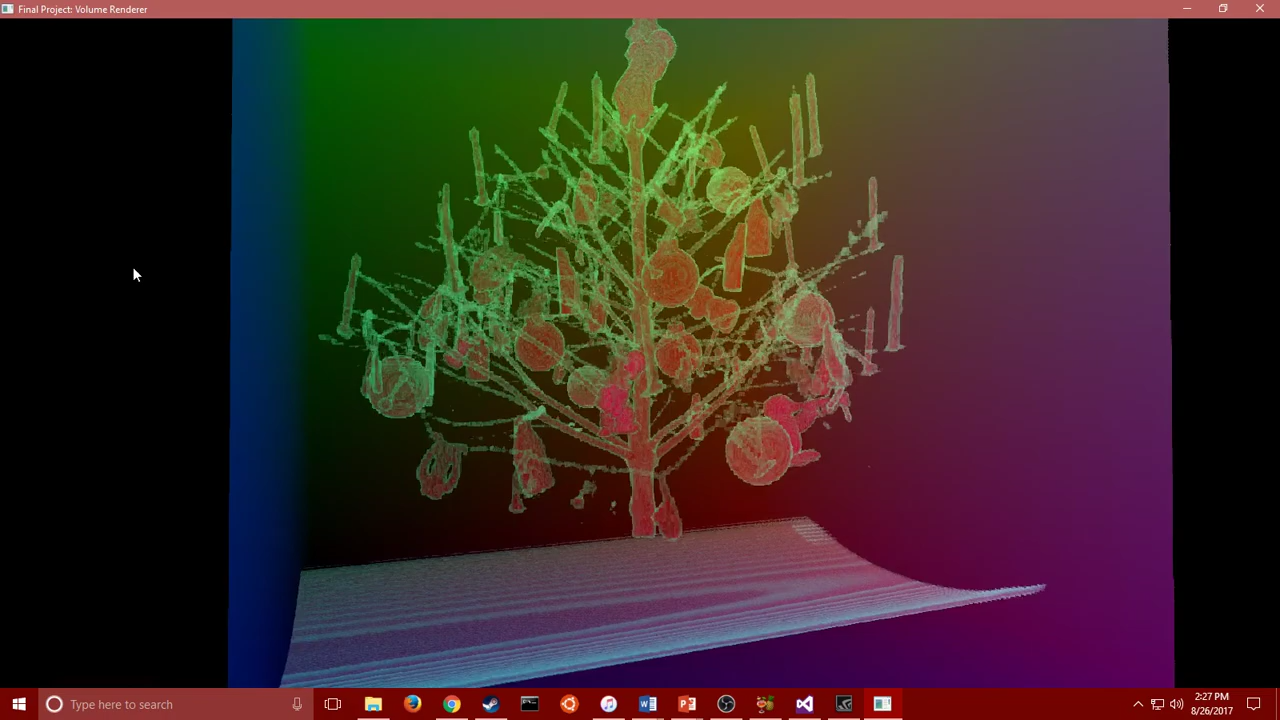 Final Project: Volume Renderer
Type here to search
2:27 PM
8/26/2017